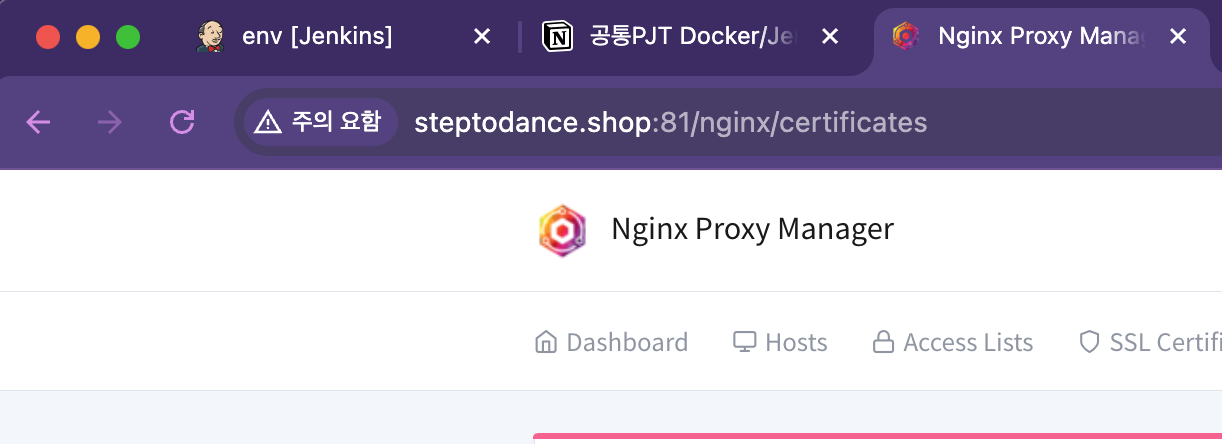 env [Jenkins]
공통PJT Docker/Je
Nginx Proxy Mana
주의 요함
steptodance.shop:81/nginx/certificates
Nginx Proxy Manager
Dashboard Hosts Access Lists SSL Certifi